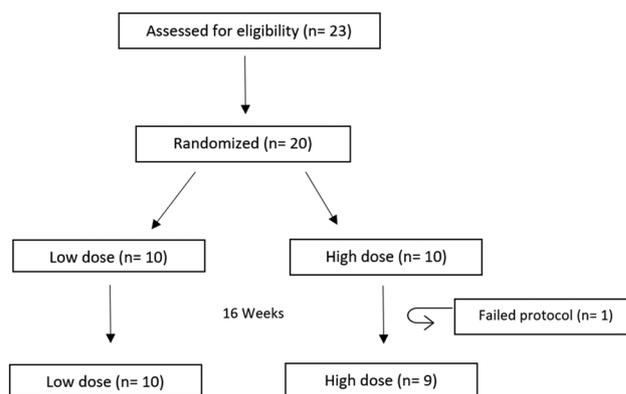 Assessed for eligibility (n= 23)
Randomized (n= 20)
Low dose (n= 10)
High dose (n= 10)
16 Weeks
Failed protocol (n= 1)
Low dose (n= 10)
High dose (n= 9)